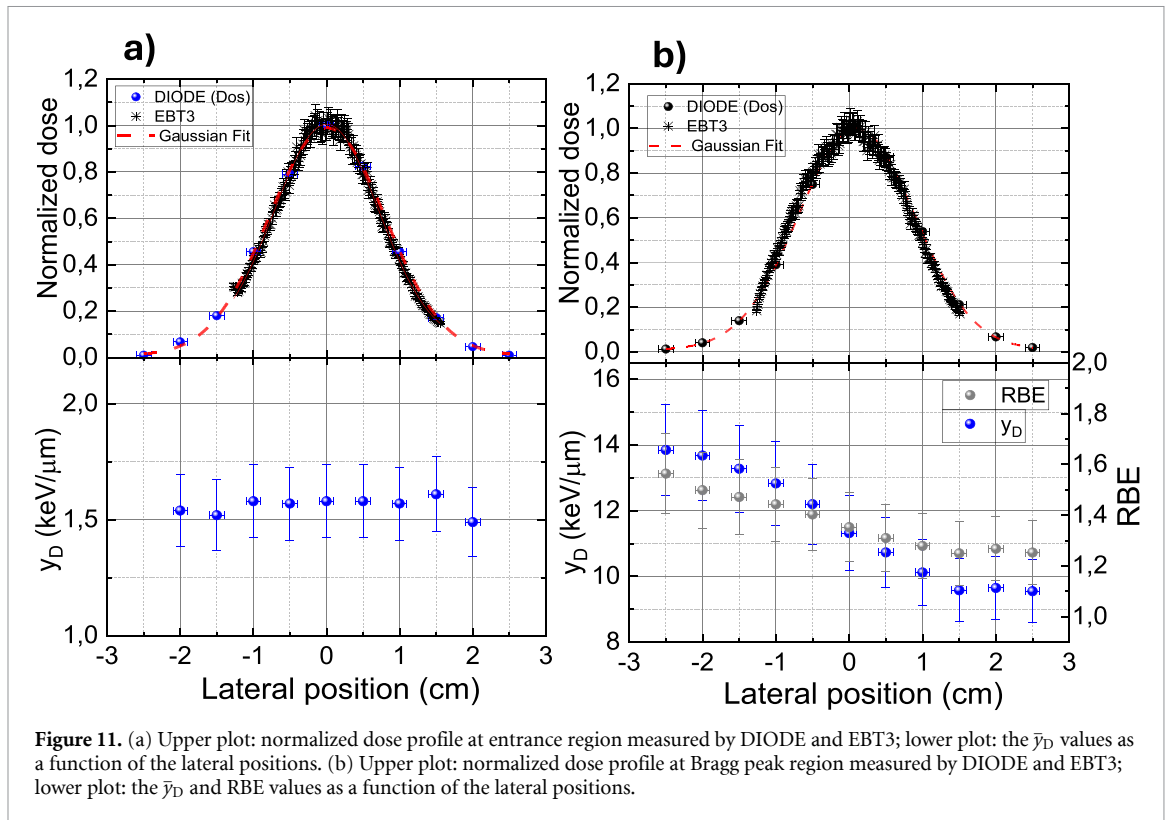 a)
1,2
1,0
0,8
0,6
0,4
0,2
0,0
Normalized dose
DIODE (Dos)
EBT3
Gaussian Fit
2,0
1,5
1,0
y_D (keV/μm)
-3 -2 -1 0 1 2 3
Lateral position (cm)
b)
1,2
1,0
0,8
0,6
0,4
0,2
0,0
Normalized dose
DIODE (Dos)
EBT3
Gaussian Fit
16
14
12
10
8
y_D (keV/μm)
RBE
y_D
2,0
1,8
1,6
1,4
1,2
1,0
RBE
-3 -2 -1 0 1 2 3
Lateral position (cm)
Figure 11. (a) Upper plot: normalized dose profile at entrance region measured by DIODE and EBT3; lower plot: the ȳ_D values as
a function of the lateral positions. (b) Upper plot: normalized dose profile at Bragg peak region measured by DIODE and EBT3;
lower plot: the ȳ_D and RBE values as a function of the lateral positions.